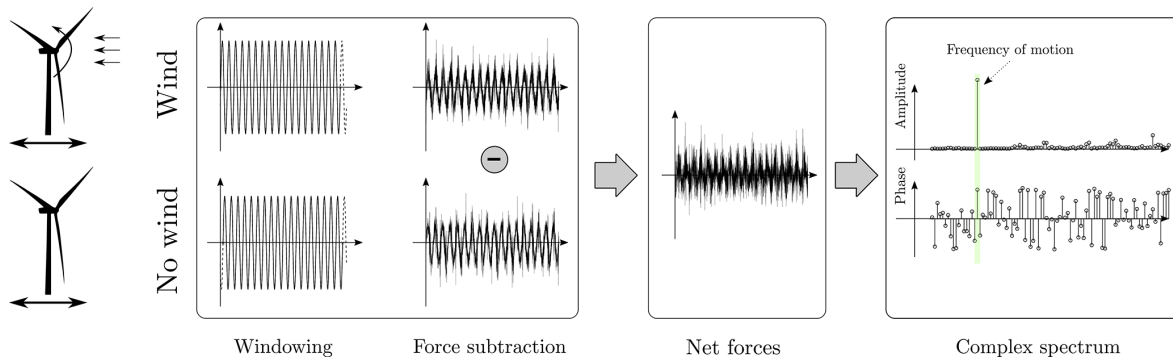 Wind
No wind
Windowing
Force subtraction
Net forces
Frequency of motion
Amplitude
Phase
Complex spectrum